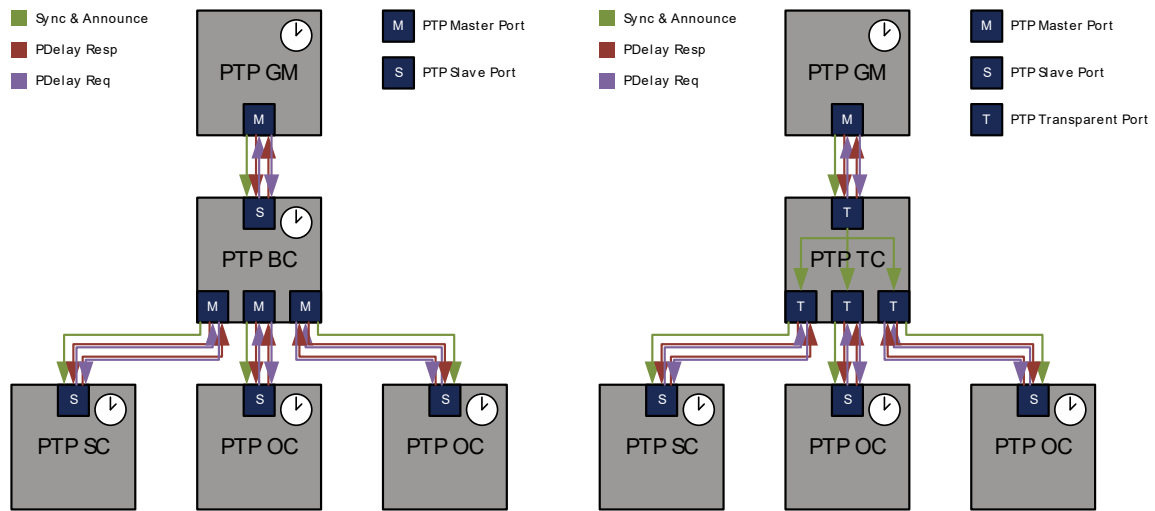 Sync & Announce
PDelay Resp
PDelay Req
PTP GM
M
M
PTP Master Port
S
PTP Slave Port
S
PTP BC
M
M
M
S
S
S
PTP SC
PTP OC
PTP OC
Sync & Announce
PDelay Resp
PDelay Req
PTP GM
M
M
PTP Master Port
S
PTP Slave Port
T
PTP Transparent Port
T
PTP TC
T
T
T
S
S
S
PTP SC
PTP OC
PTP OC